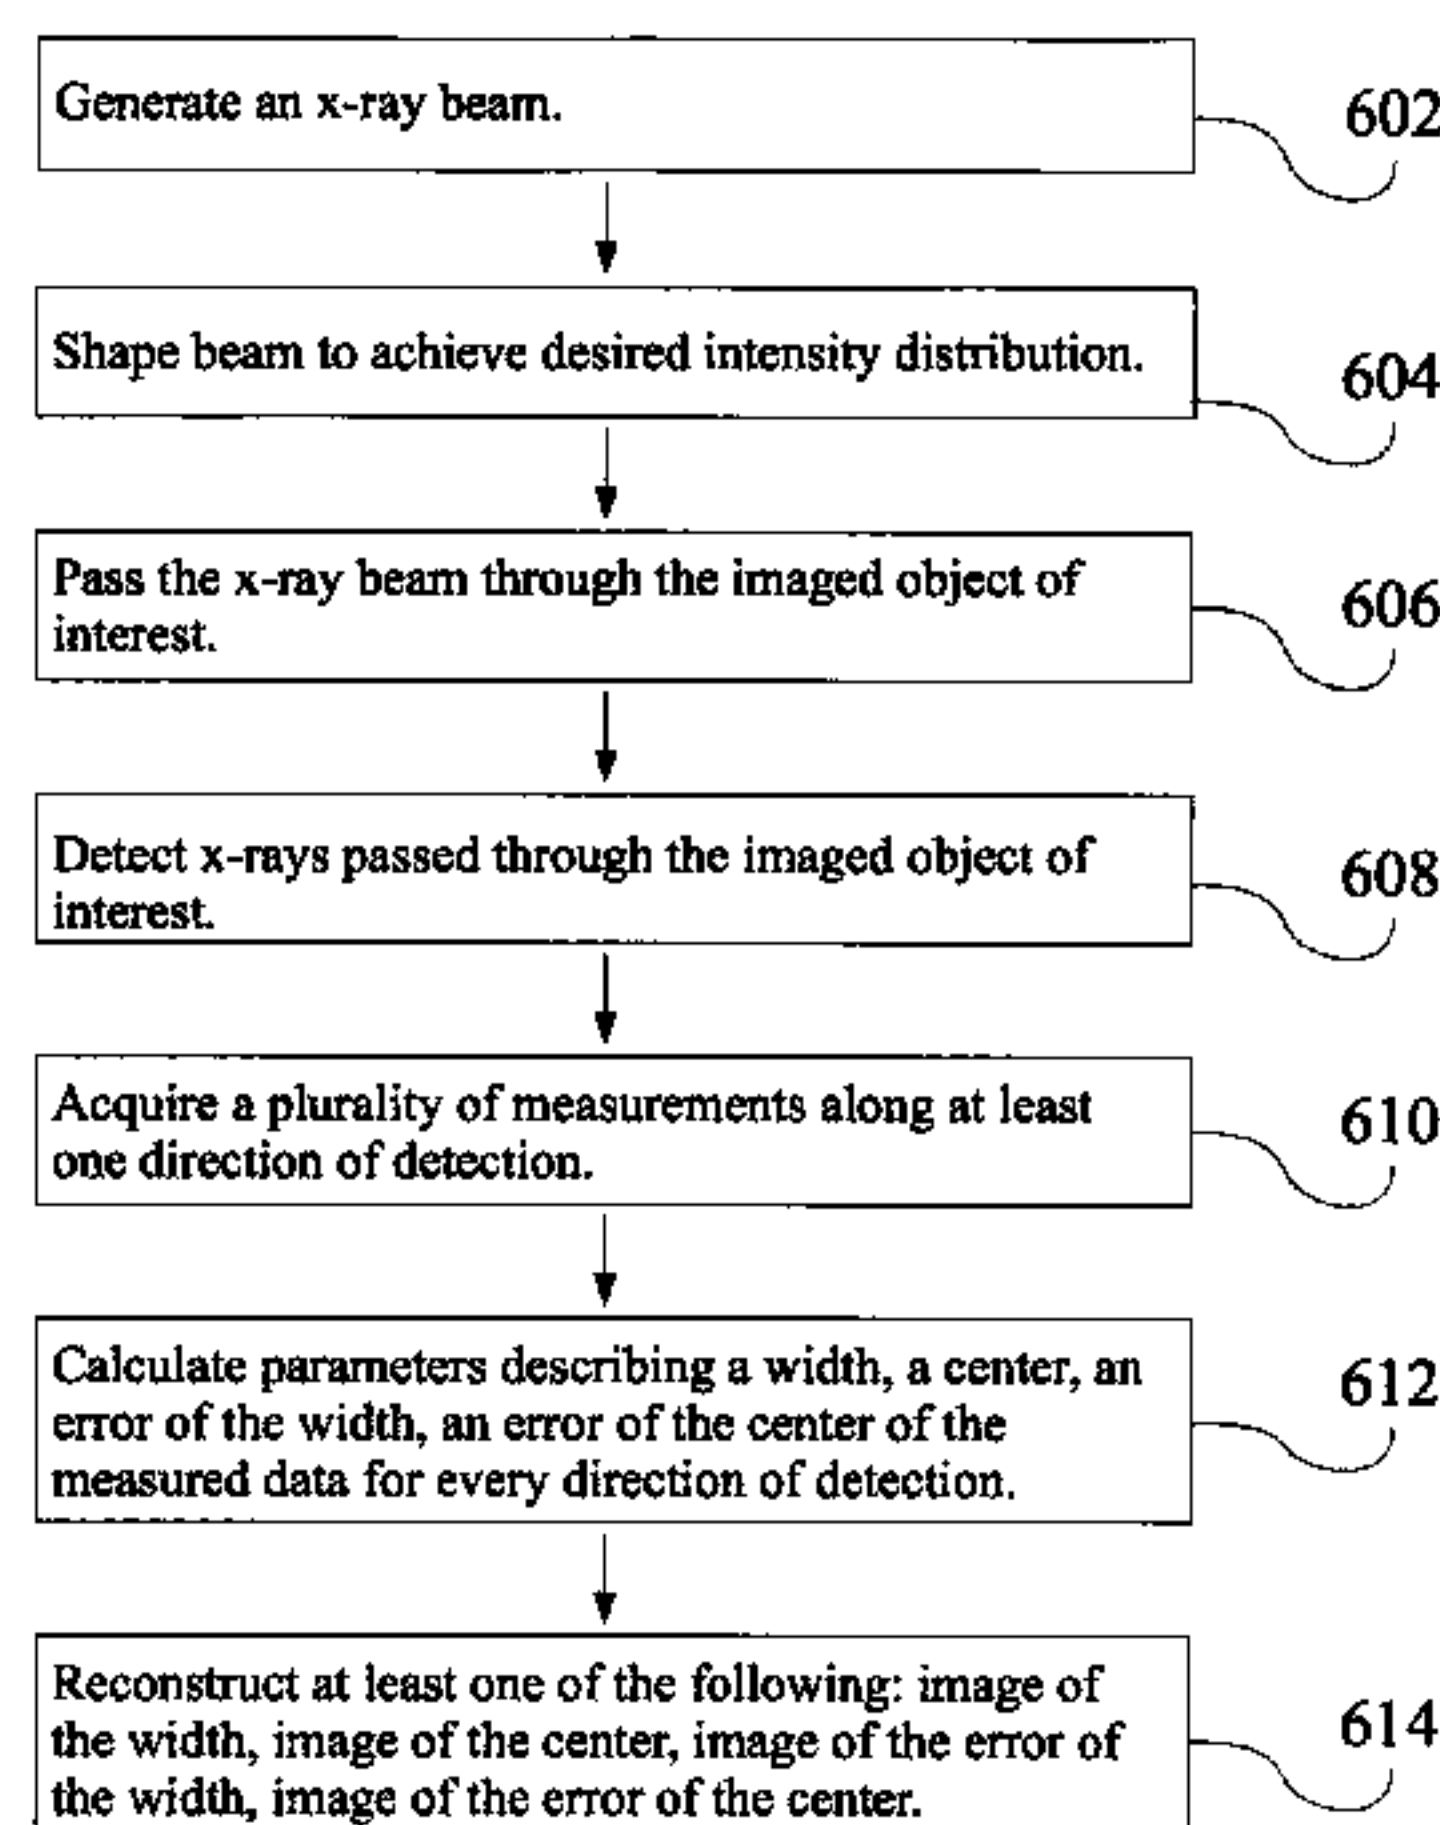 Generate an x-ray beam.
602
Shape beam to achieve desired intensity distribution.
604
Pass the x-ray beam through the imaged object of
interest.
606
Detect x-rays passed through the imaged object of
interest.
608
Acquire a plurality of measurements along at least
one direction of detection.
610
Calculate parameters describing a width, a center, an
error of the width, an error of the center of the
measured data for every direction of detection.
612
Reconstruct at least one of the following: image of
the width, image of the center, image of the error of
the width, image of the error of the center.
614